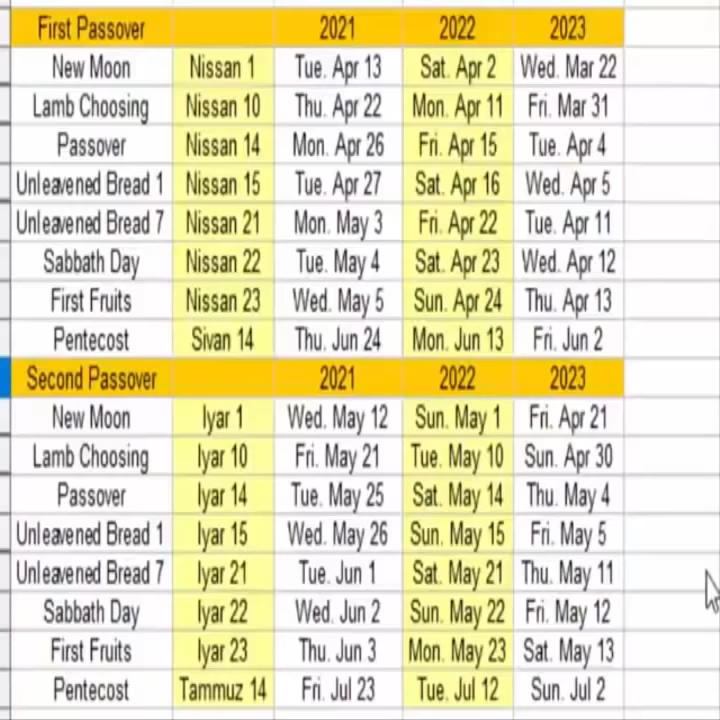 First Passover 2021 2022 2023
New Moon Nissan 1 Tue. Apr 13 Sat. Apr 2 Wed. Mar 22
Lamb Choosing Nissan 10 Thu. Apr 22 Mon. Apr 11 Fri. Mar 31
Passover Nissan 14 Mon. Apr 26 Fri. Apr 15 Tue. Apr 4
Unleavened Bread 1 Nissan 15 Tue. Apr 27 Sat. Apr 16 Wed. Apr 5
Unleavened Bread 7 Nissan 21 Mon. May 3 Fri. Apr 22 Tue. Apr 11
Sabbath Day Nissan 22 Tue. May 4 Sat. Apr 23 Wed. Apr 12
First Fruits Nissan 23 Wed. May 5 Sun. Apr 24 Thu. Apr 13
Pentecost Sivan 14 Thu. Jun 24 Mon. Jun 13 Fri. Jun 2
Second Passover 2021 2022 2023
New Moon Iyar 1 Wed. May 12 Sun. May 1 Fri. Apr 21
Lamb Choosing Iyar 10 Fri. May 21 Tue. May 10 Sun. Apr 30
Passover Iyar 14 Tue. May 25 Sat. May 14 Thu. May 4
Unleavened Bread 1 Iyar 15 Wed. May 26 Sun. May 15 Fri. May 5
Unleavened Bread 7 Iyar 21 Tue. Jun 1 Sat. May 21 Thu. May 11
Sabbath Day Iyar 22 Wed. Jun 2 Sun. May 22 Fri. May 12
First Fruits Iyar 23 Thu. Jun 3 Mon. May 23 Sat. May 13
Pentecost Tammuz 14 Fri. Jul 23 Tue. Jul 12 Sun. Jul 2